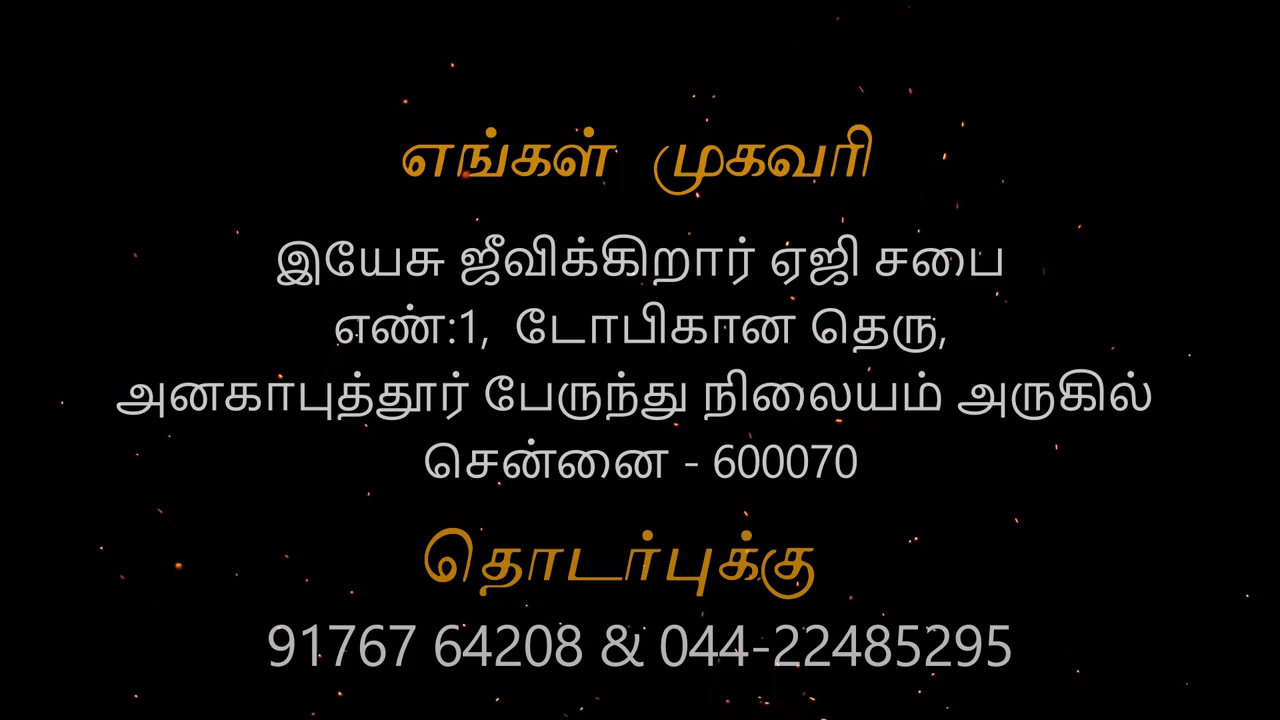 எங்கள் முகவரி
இயேசு ஜீவிக்கிறார் ஏஜி சபை
எண்:1, டோபிகான தெரு,
அனகாபுத்தூர் பேருந்து நிலையம் அருகில்
சென்னை - 600070
தொடர்புக்கு
91767 64208 & 044-22485295